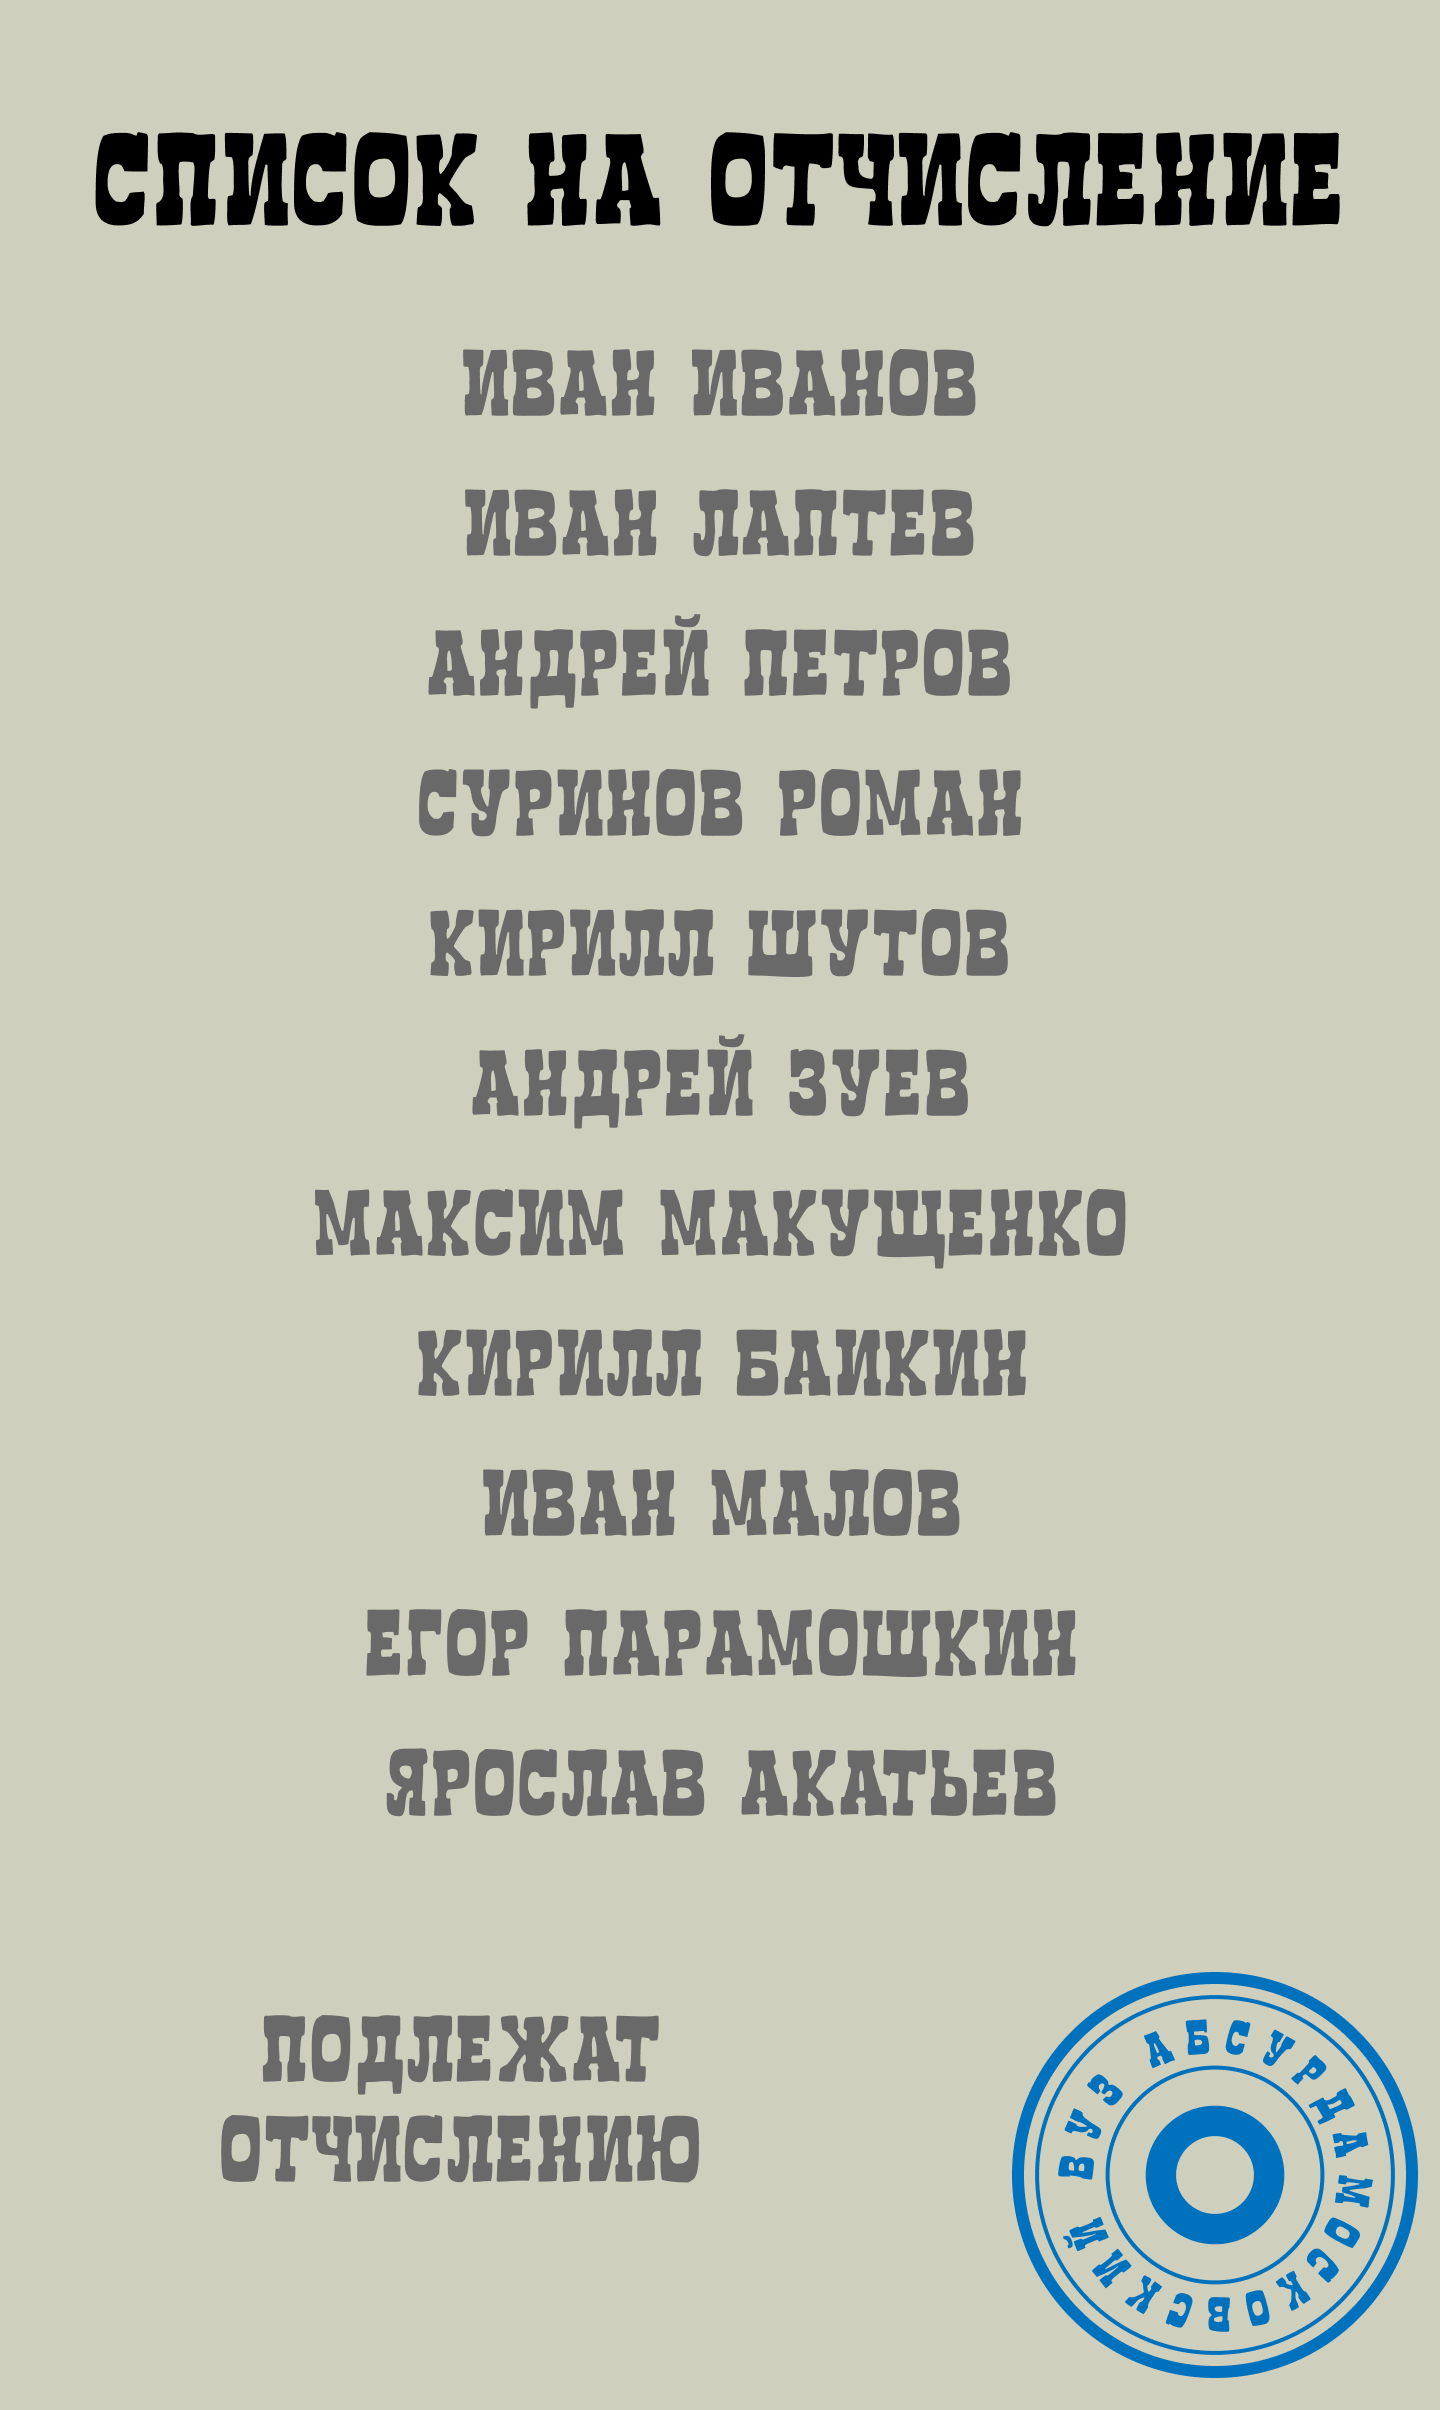 СПИСОК НА ОТЧИСЛЕНИЕ
ИВАН ИВАНОВ
ИВАН ЛАПТЕВ
АНДРЕЙ ПЕТРОВ
СУРИНОВ РОМАН
КИРИЛЛ ШУТОВ
АНДРЕЙ ЗУЕВ
МАКСИМ МАКУЩЕНКО
КИРИЛЛ БАИКИН
ИВАН МАЛОВ
ЕГОР ПАРАМОШКИН
ЯРОСЛАВ АКАТЬЕВ
ПОДЛЕЖАТ
ОТЧИСЛЕНИЮ
МОСКОВСКИЙ ВУЗ АБСУРДА